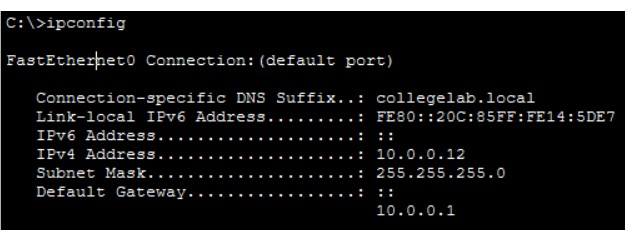 C:\>ipconfig
FastEthernet0 Connection:(default port)
Connection-specific DNS Suffix..: collegelab.local
Link-local IPv6 Address.........: FE80::20C:85FF:FE14:5DE7
IPv6 Address....................: ::
IPv4 Address....................: 10.0.0.12
Subnet Mask.....................: 255.255.255.0
Default Gateway.................: ::
10.0.0.1